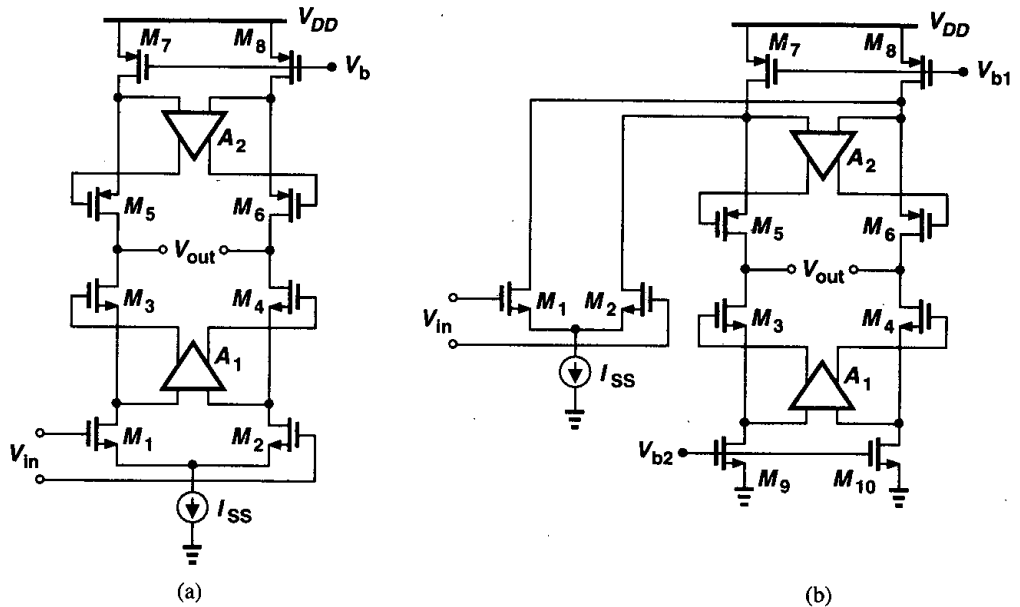 V_DD
M_7
M_8
V_b
A_2
M_5
M_6
V_out
M_3
M_4
A_1
V_in
M_1
M_2
I_SS
(a)
V_DD
M_7
M_8
V_b1
A_2
M_5
M_6
V_out
M_1
M_2
V_in
I_SS
M_3
M_4
A_1
V_b2
M_9
M_10
(b)